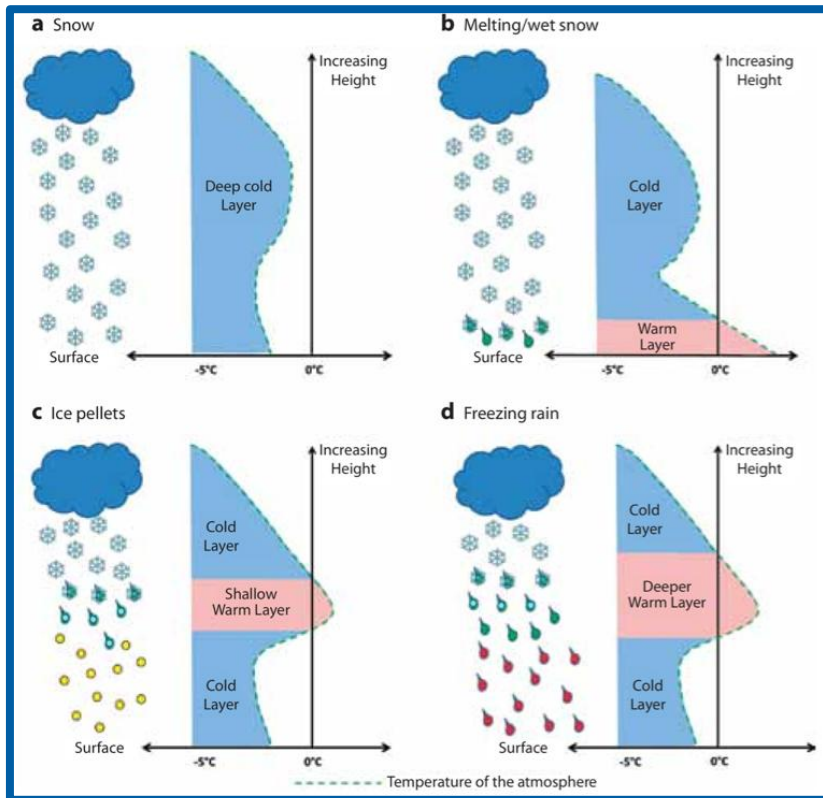 a Snow
Increasing
Height
Deep cold
Layer
Surface
-5°C
0°C
b Melting/wet snow
Increasing
Height
Cold
Layer
Warm
Layer
Surface
-5°C
0°C
c Ice pellets
Increasing
Height
Cold
Layer
Shallow
Warm Layer
Cold
Layer
Surface
-5°C
0°C
d Freezing rain
Increasing
Height
Cold
Layer
Deeper
Warm Layer
Cold
Layer
Surface
-5°C
0°C
Temperature of the atmosphere